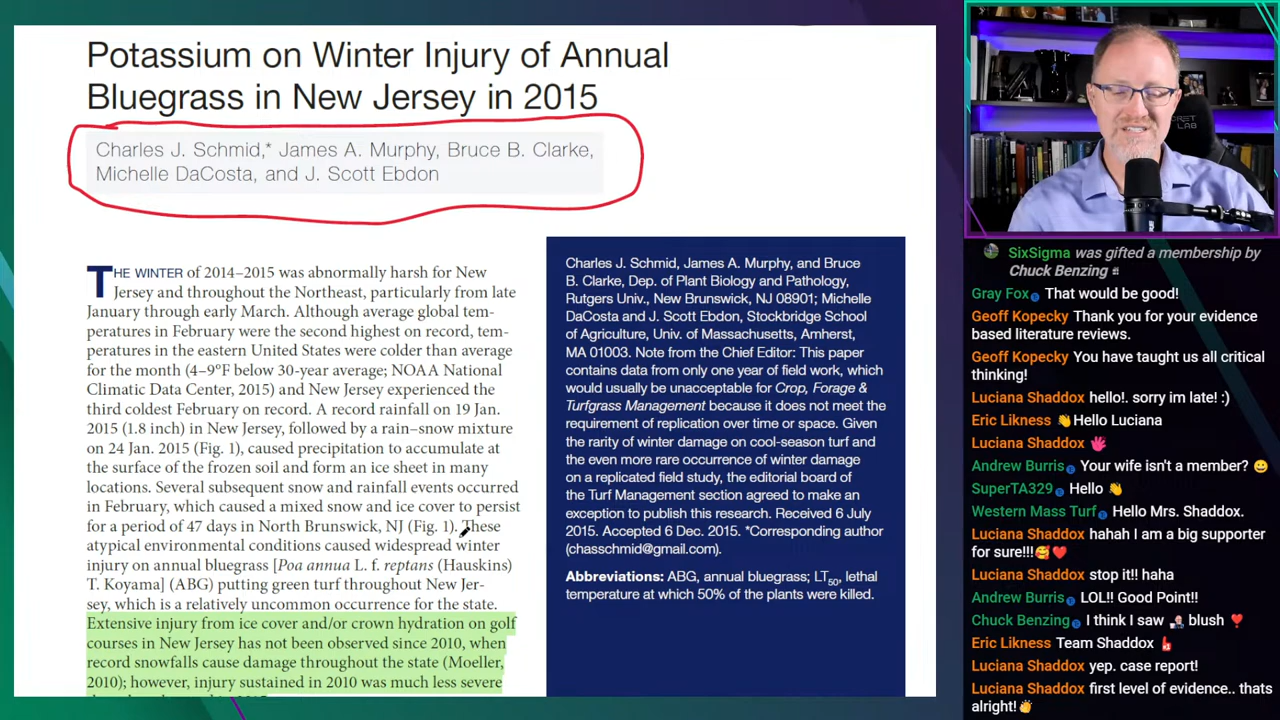 Potassium on Winter Injury of Annual
Bluegrass in New Jersey in 2015
Charles J. Schmid,* James A. Murphy, Bruce B. Clarke,
Michelle DaCosta, and J. Scott Ebdon
THE WINTER of 2014–2015 was abnormally harsh for New
Jersey and throughout the Northeast, particularly from late
January through early March. Although average global tem-
peratures in February were the second highest on record, tem-
peratures in the eastern United States were colder than average
for the month (4–9°F below 30-year average; NOAA National
Climatic Data Center, 2015) and New Jersey experienced the
third coldest February on record. A record rainfall on 19 Jan.
2015 (1.8 inch) in New Jersey, followed by a rain–snow mixture
on 24 Jan. 2015 (Fig. 1), caused precipitation to accumulate at
the surface of the frozen soil and form an ice sheet in many
locations. Several subsequent snow and rainfall events occurred
in February, which caused a mixed snow and ice cover to persist
for a period of 47 days in North Brunswick, NJ (Fig. 1). These
atypical environmental conditions caused widespread winter
injury on annual bluegrass [Poa annua L. f. reptans (Hauskins)
T. Koyama] (ABG) putting green turf throughout New Jer-
sey, which is a relatively uncommon occurrence for the state.
Extensive injury from ice cover and/or crown hydration on golf
courses in New Jersey has not been observed since 2010, when
record snowfalls cause damage throughout the state (Moeller,
2010); however, injury sustained in 2010 was much less severe
Charles J. Schmid, James A. Murphy, and Bruce
B. Clarke, Dep. of Plant Biology and Pathology,
Rutgers Univ., New Brunswick, NJ 08901; Michelle
DaCosta and J. Scott Ebdon, Stockbridge School
of Agriculture, Univ. of Massachusetts, Amherst,
MA 01003. Note from the Chief Editor: This paper
contains data from only one year of field work, which
would usually be unacceptable for Crop, Forage &
Turfgrass Management because it does not meet the
requirement of replication over time or space. Given
the rarity of winter damage on cool-season turf and
the even more rare occurrence of winter damage
on a replicated field study, the editorial board of
the Turf Management section agreed to make an
exception to publish this research. Received 6 July
2015. Accepted 6 Dec. 2015. *Corresponding author
(chasschmid@gmail.com).
Abbreviations: ABG, annual bluegrass; LT50, lethal
temperature at which 50% of the plants were killed.
SixSigma was gifted a membership by
Chuck Benzing
Gray Fox That would be good!
Geoff Kopecky Thank you for your evidence
based literature reviews.
Geoff Kopecky You have taught us all critical
thinking!
Luciana Shaddox hello!. sorry im late! :)
Eric Likness 👋Hello Luciana
Luciana Shaddox 👋
Andrew Burris Your wife isn't a member? 😀
SuperTA329 Hello 👋
Western Mass Turf Hello Mrs. Shaddox.
Luciana Shaddox hahah I am a big supporter
for sure!!!🥰❤️
Luciana Shaddox stop it!! haha
Andrew Burris LOL!! Good Point!!
Chuck Benzing I think I saw blush ❣️
Eric Likness Team Shaddox
Luciana Shaddox yep. case report!
Luciana Shaddox first level of evidence.. thats
alright!👏